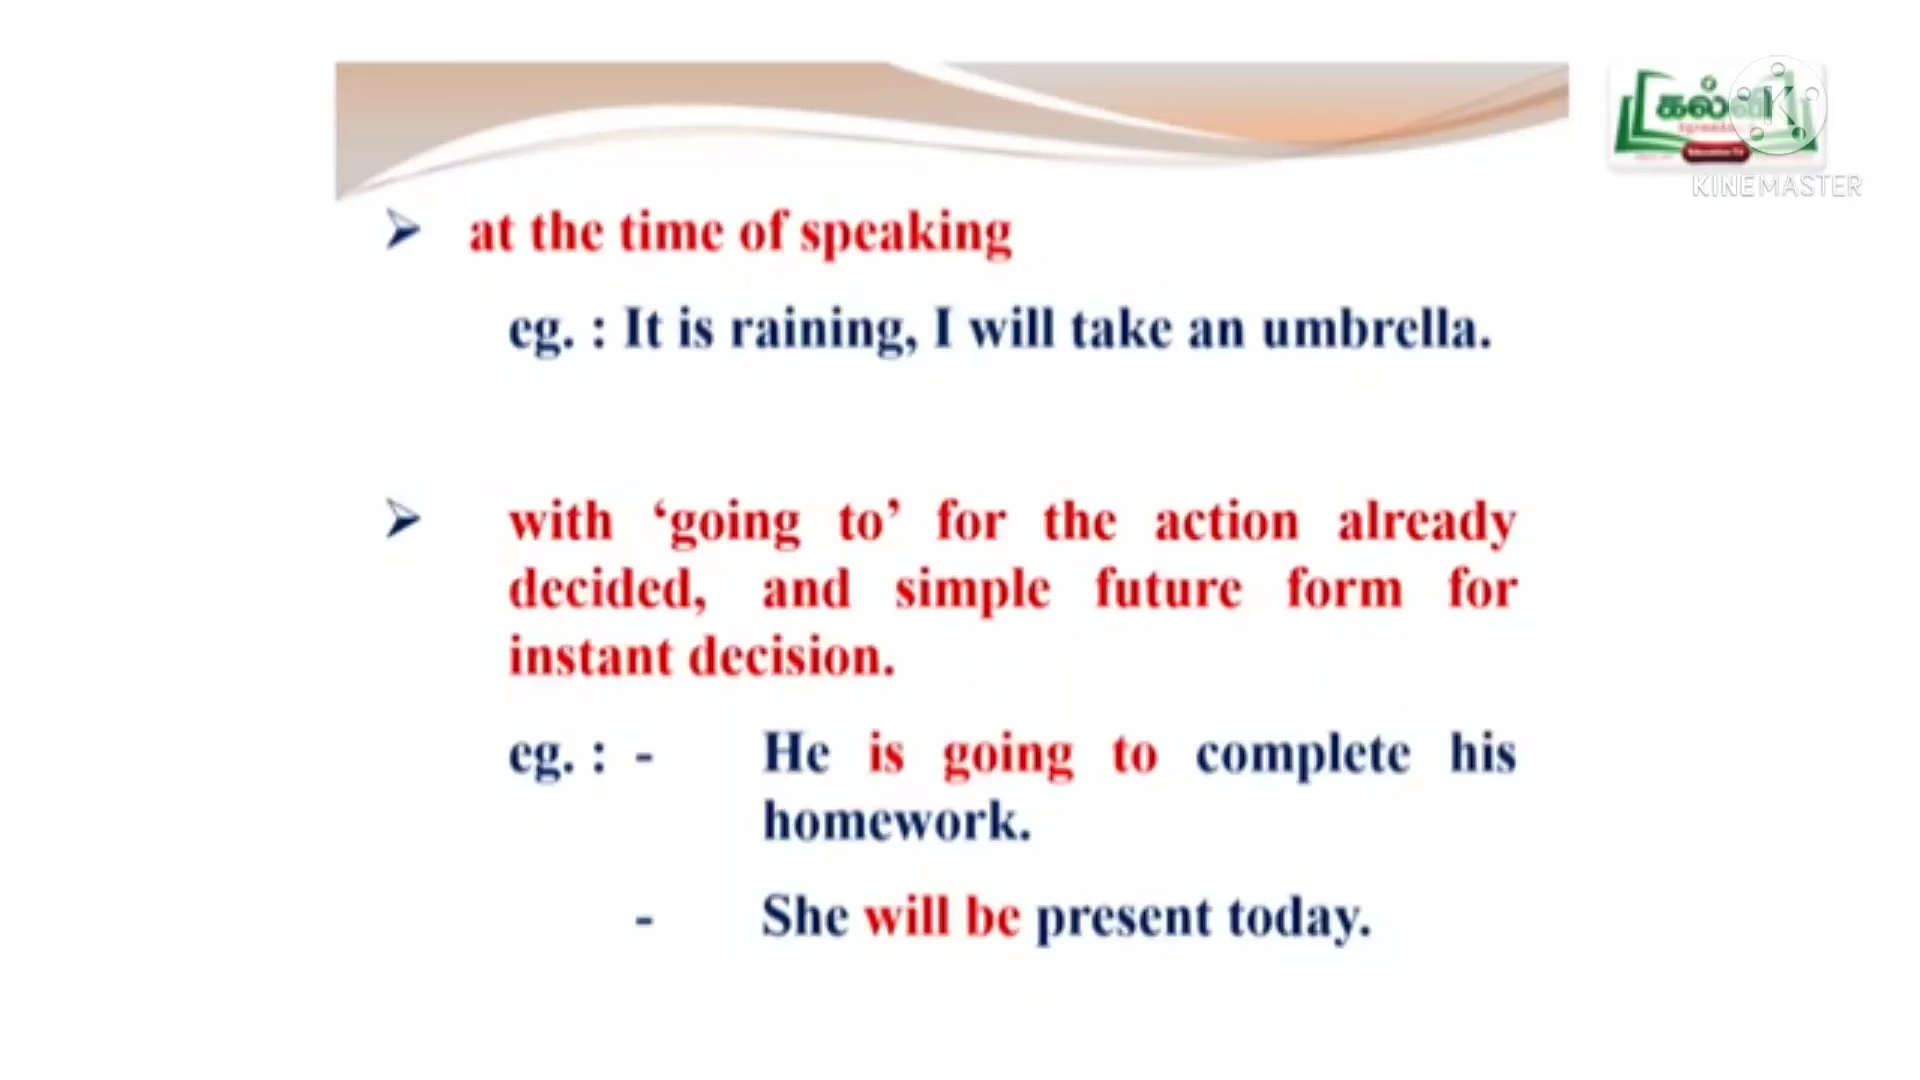 கல்வி
KINEMASTER
➢ at the time of speaking
eg. : It is raining, I will take an umbrella.
➢ with ‘going to’ for the action already
decided, and simple future form for
instant decision.
eg. : - He is going to complete his
homework.
- She will be present today.